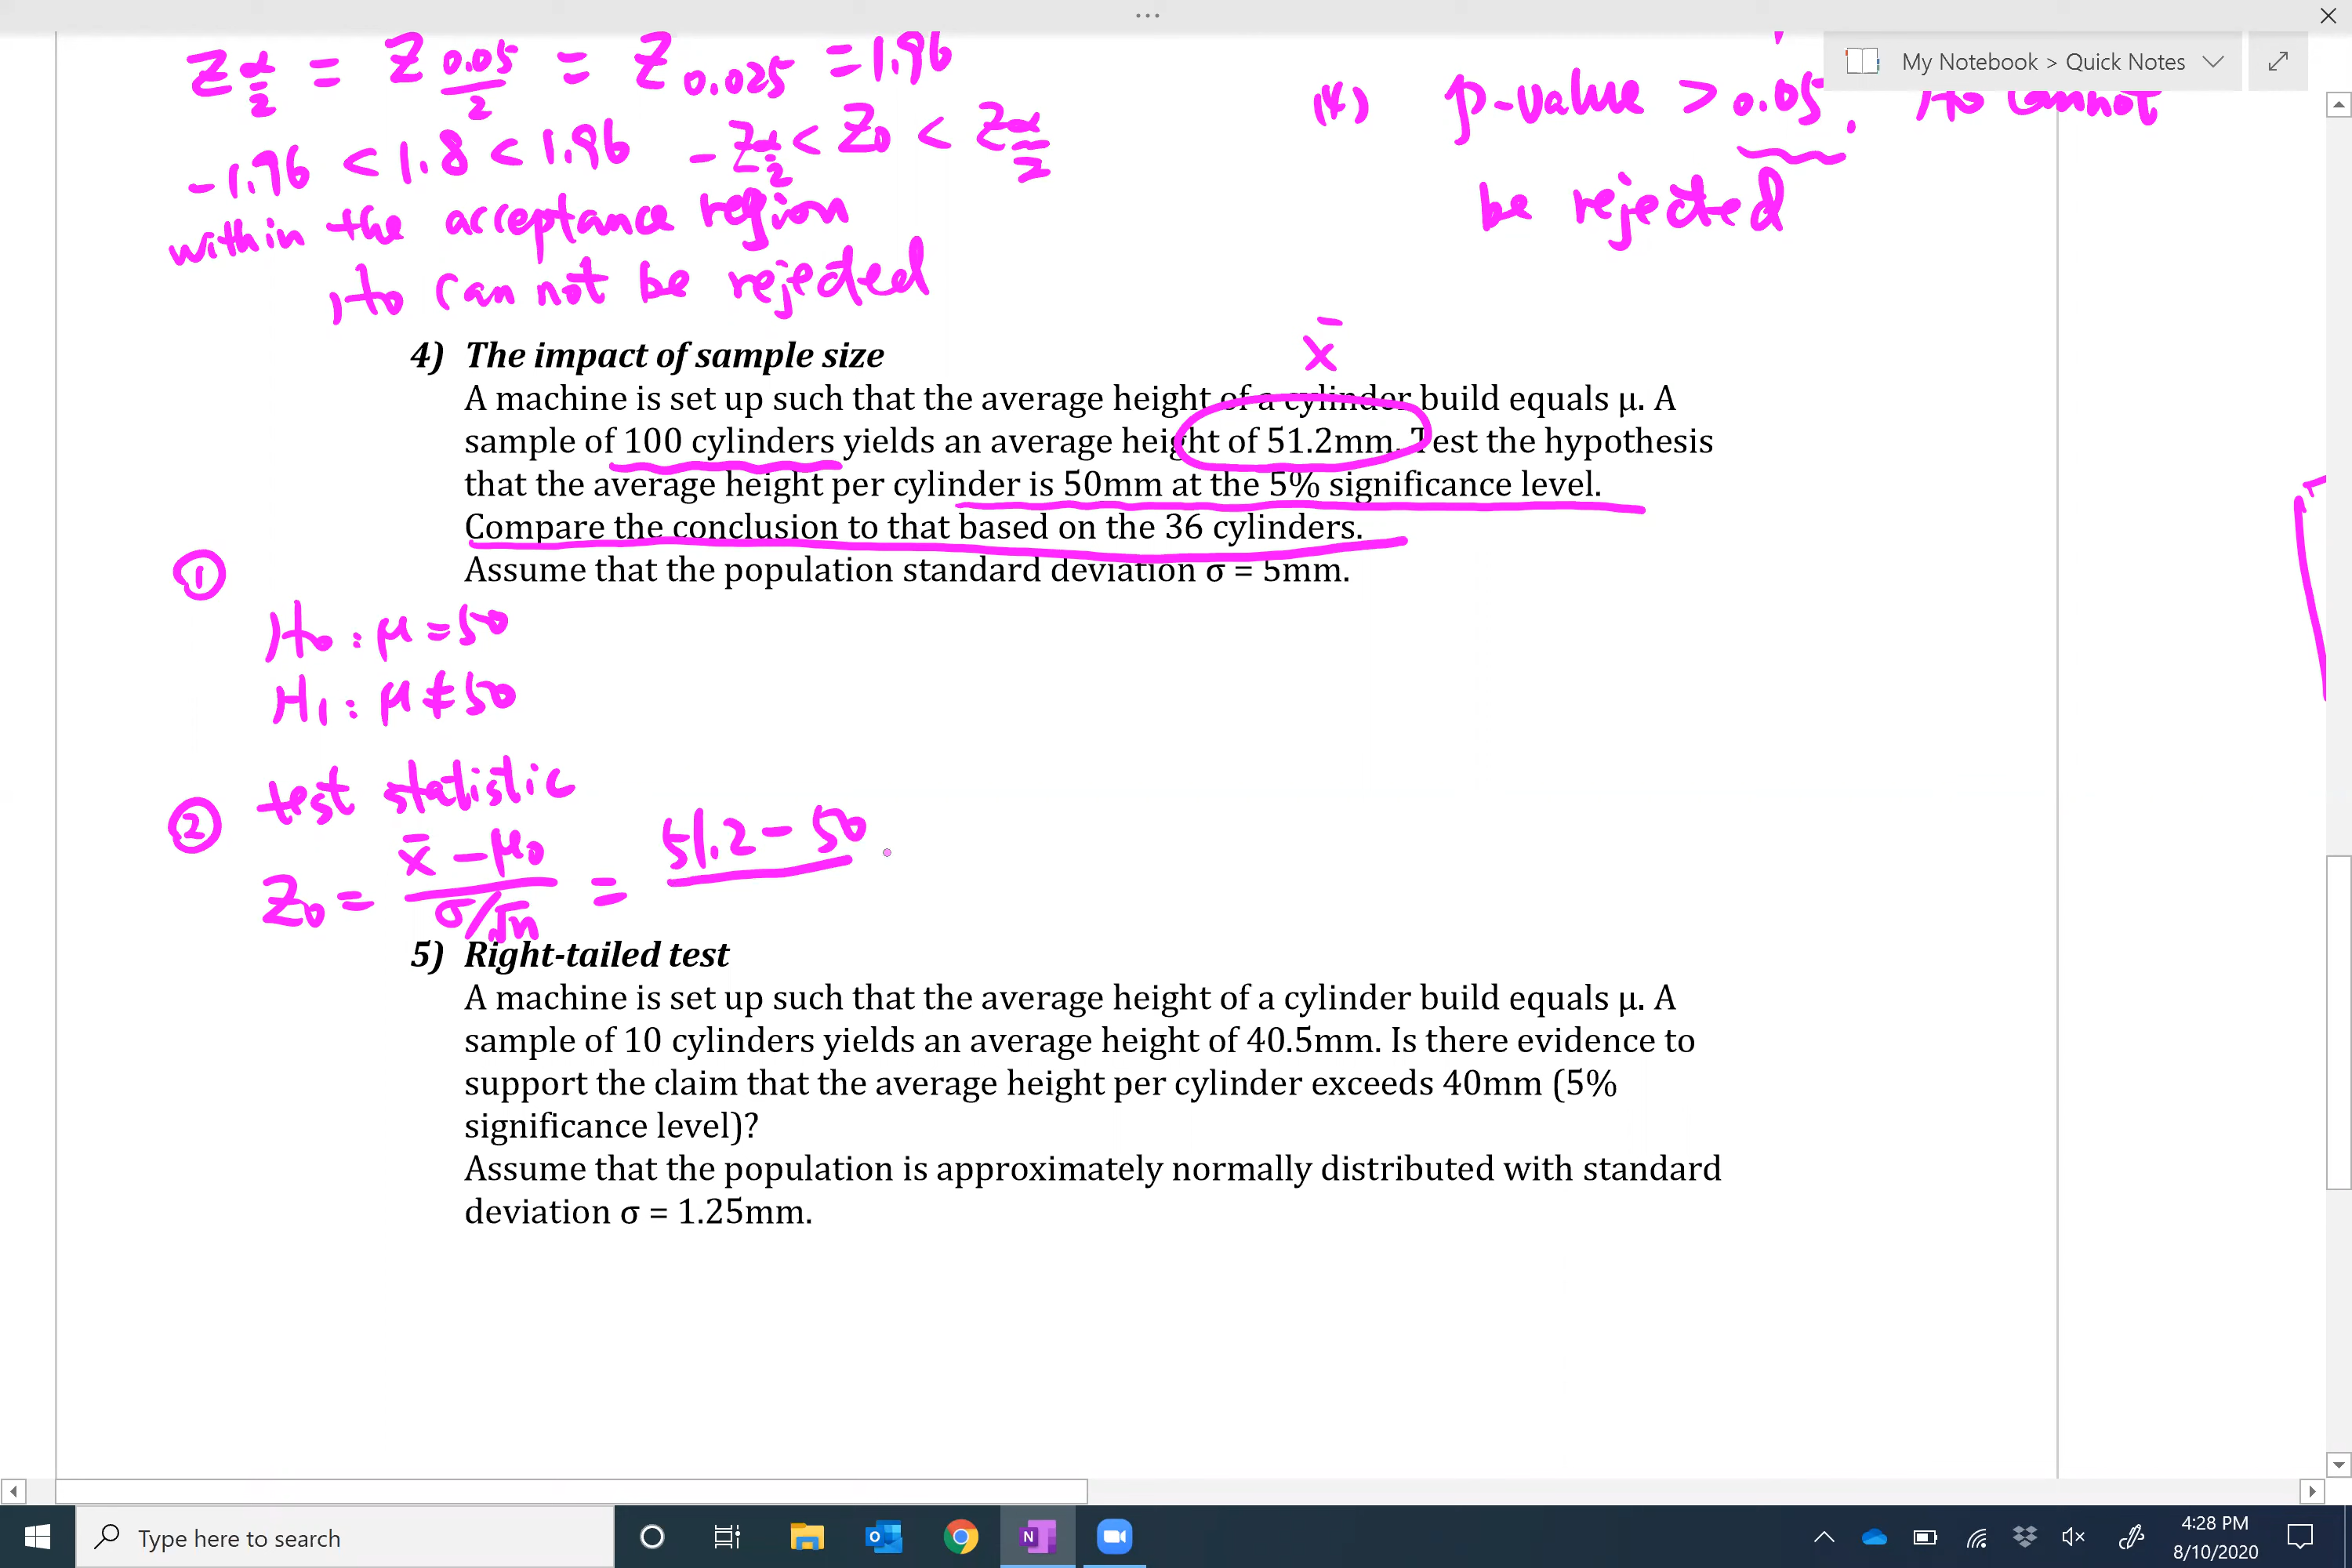 My Notebook > Quick Notes
Z α/2 = Z 0.05/2 = Z 0.025 = 1.96
-1.96 < 1.8 < 1.96 -Z α/2 < Z0 < Z α/2
within the acceptance region
H0 can not be rejected
(4) p-value > 0.05. H0 cannot
be rejected
x̄
4) The impact of sample size
A machine is set up such that the average height of a cylinder build equals μ. A
sample of 100 cylinders yields an average height of 51.2mm. Test the hypothesis
that the average height per cylinder is 50mm at the 5% significance level.
Compare the conclusion to that based on the 36 cylinders.
Assume that the population standard deviation σ = 5mm.
①
H0 : μ = 50
H1 : μ ≠ 50
② test statistic
Z0 = (x̄ - μ0)/(σ/√n) = 51.2 - 50
5) Right-tailed test
A machine is set up such that the average height of a cylinder build equals μ. A
sample of 10 cylinders yields an average height of 40.5mm. Is there evidence to
support the claim that the average height per cylinder exceeds 40mm (5%
significance level)?
Assume that the population is approximately normally distributed with standard
deviation σ = 1.25mm.
Type here to search
4:28 PM
8/10/2020